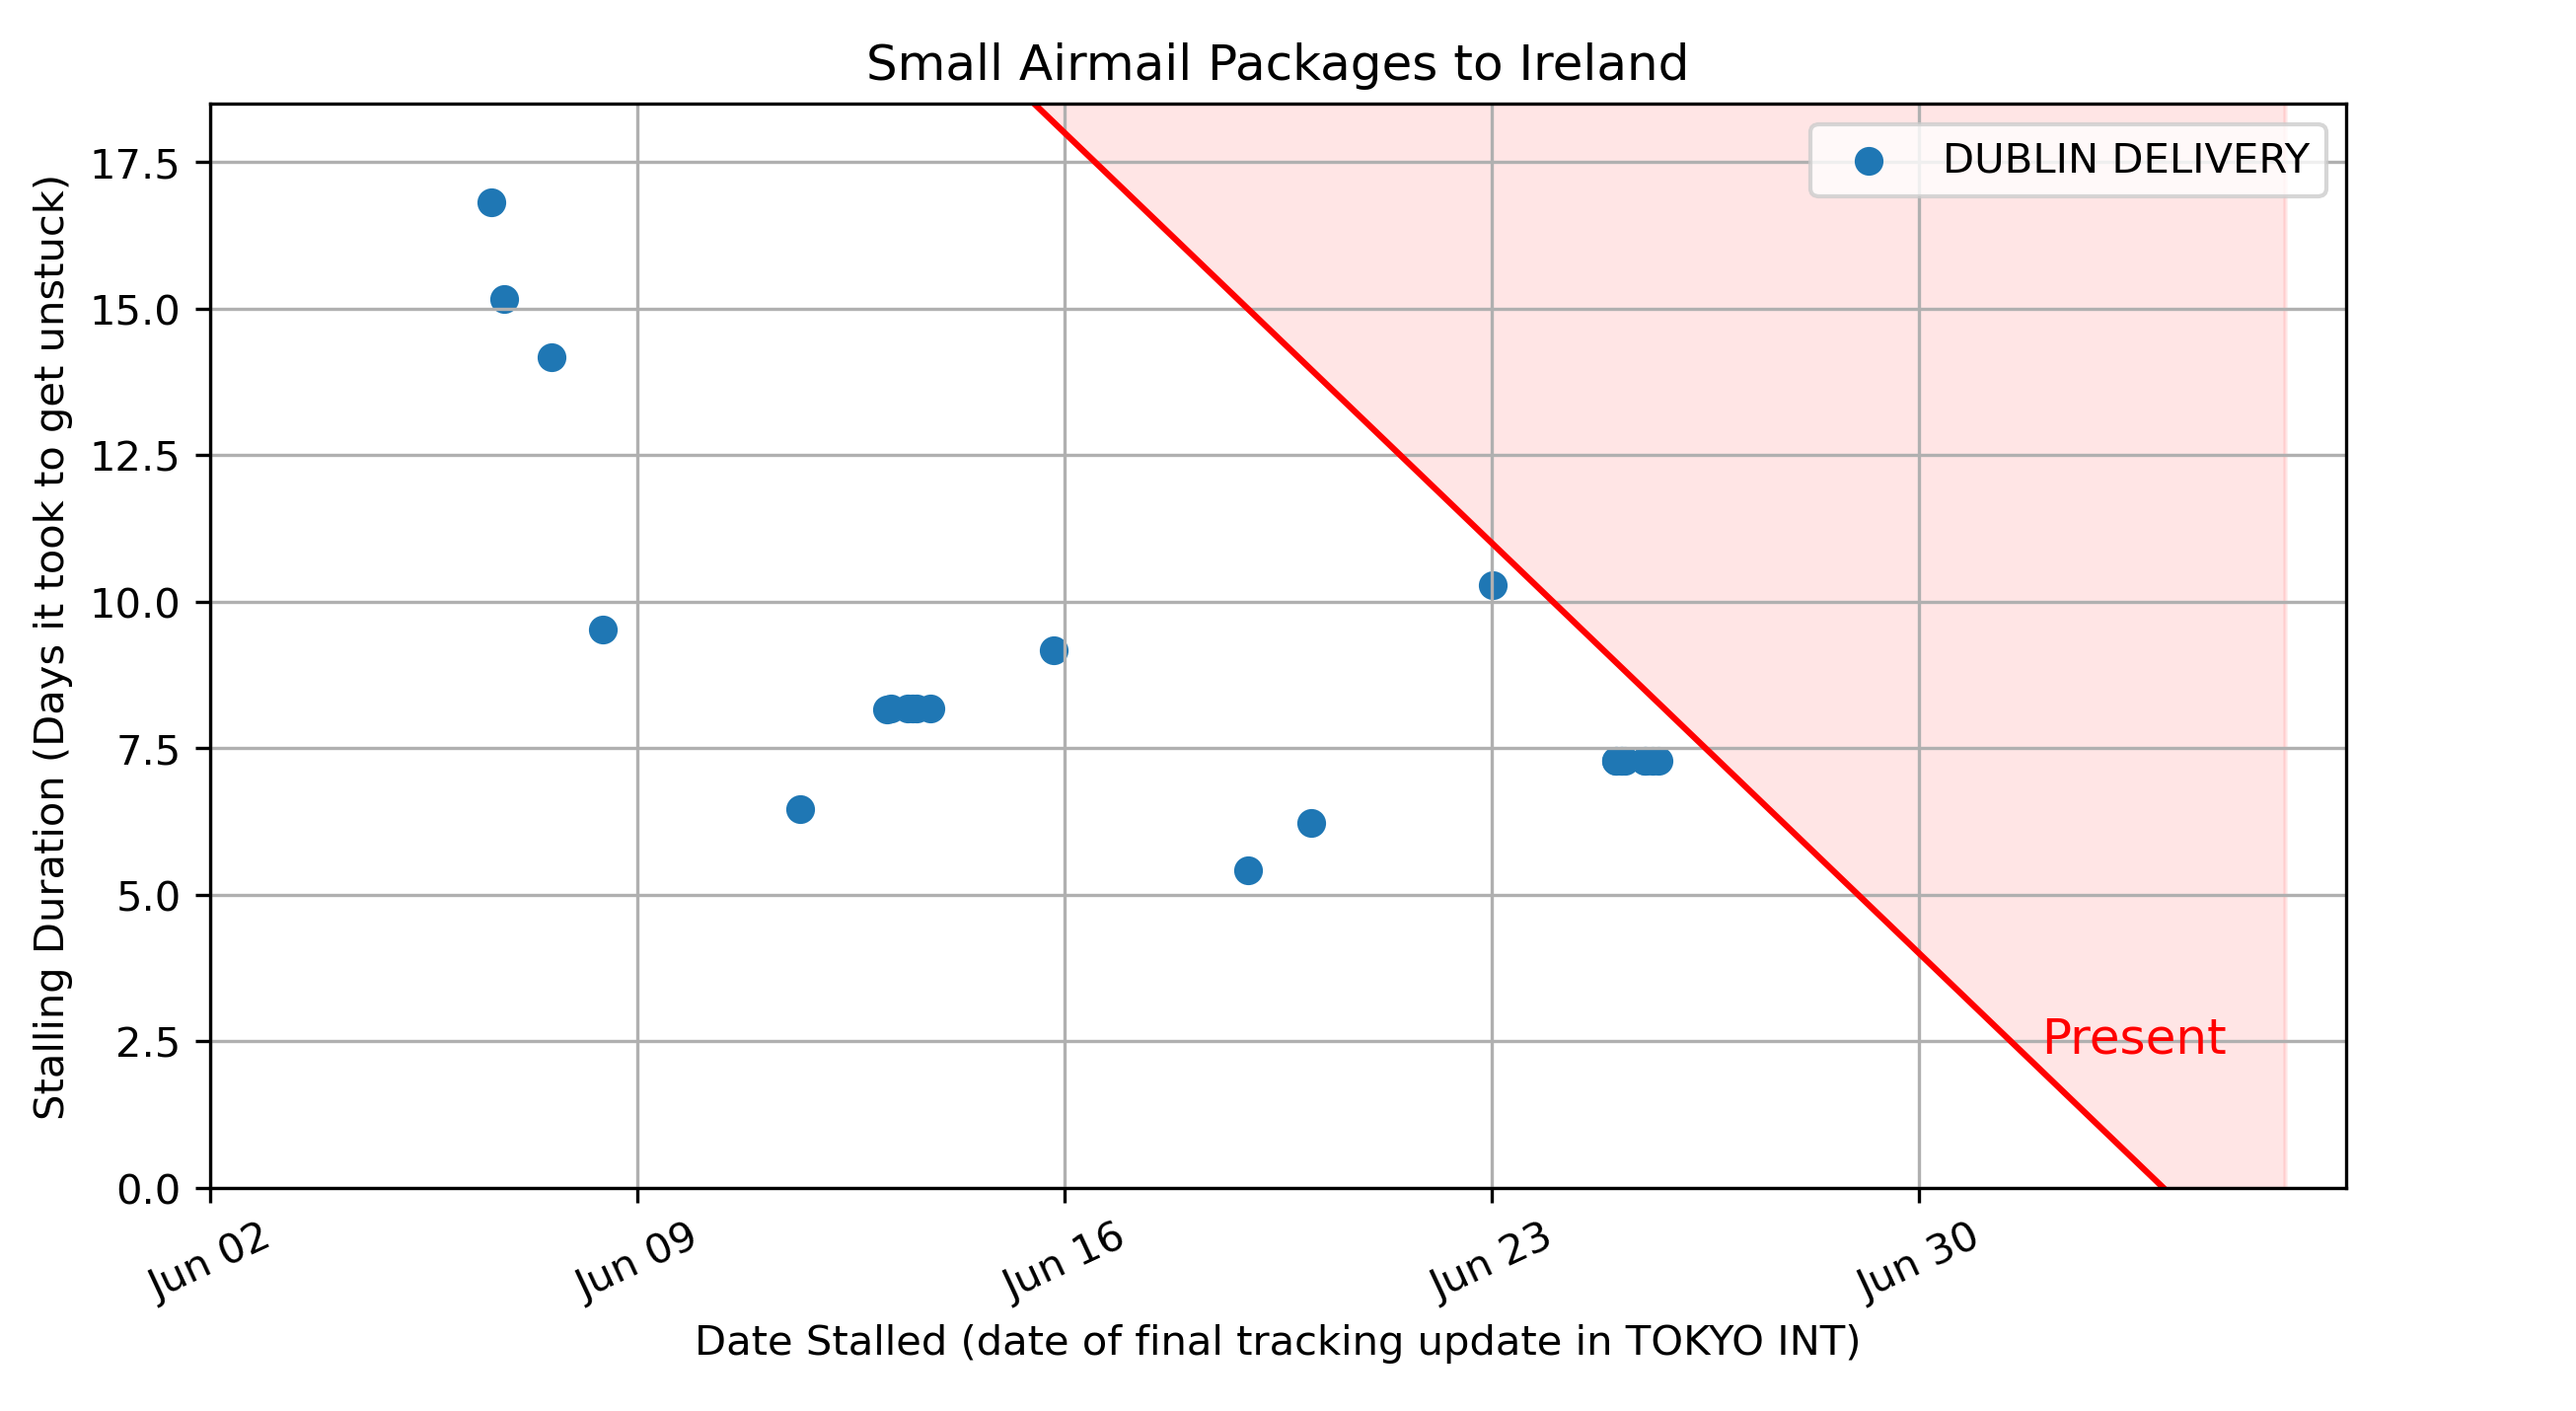 Small Airmail Packages to Ireland
DUBLIN DELIVERY
Stalling Duration (Days it took to get unstuck)
17.5
15.0
12.5
10.0
7.5
5.0
2.5
0.0
Present
Jun 02
Jun 09
Jun 16
Jun 23
Jun 30
Date Stalled (date of final tracking update in TOKYO INT)